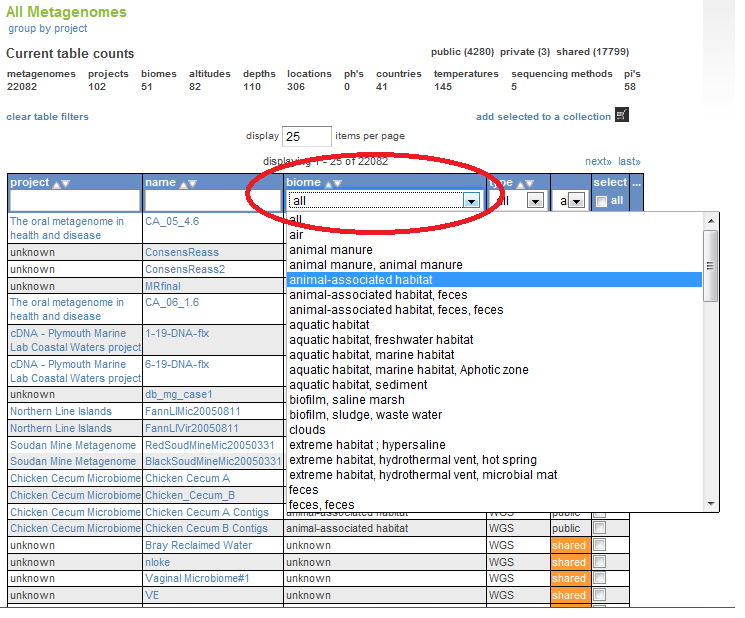 All Metagenomes
group by project
Current table counts
public (4280) private (3) shared (17799)
metagenomes projects biomes altitudes depths locations ph's countries temperatures sequencing methods pi's
22082 102 51 82 110 306 0 41 145 5 58
clear table filters
add selected to a collection
display 25 items per page
displaying 1 - 25 of 22082
next» last»
project name biome type select ...
all all a all
The oral metagenome in CA_05_4.6
health and disease
unknown ConsensReass
unknown ConsensReass2
unknown MRfinal
The oral metagenome in CA_06_1.6
health and disease
cDNA - Plymouth Marine 1-19-DNA-flx
Lab Coastal Waters project
cDNA - Plymouth Marine 6-19-DNA-flx
Lab Coastal Waters project
unknown db_mg_case1
Northern Line Islands FannLIMic20050811
Northern Line Islands FannLIVir20050811
Soudan Mine Metagenome RedSoudMineMic20050331
Soudan Mine Metagenome BlackSoudMineMic20050331
Chicken Cecum Microbiome Chicken Cecum A
Chicken Cecum Microbiome Chicken_Cecum_B
Chicken Cecum Microbiome Chicken Cecum A Contigs animal-associated habitat WGS public
Chicken Cecum Microbiome Chicken Cecum B Contigs animal-associated habitat WGS public
unknown Bray Reclaimed Water unknown WGS shared
unknown nloke unknown WGS shared
unknown Vaginal Microbiome#1 unknown WGS shared
unknown VE unknown WGS shared
all
air
animal manure
animal manure, animal manure
animal-associated habitat
animal-associated habitat, feces
animal-associated habitat, feces, feces
aquatic habitat
aquatic habitat, freshwater habitat
aquatic habitat, marine habitat
aquatic habitat, marine habitat, Aphotic zone
aquatic habitat, sediment
biofilm, saline marsh
biofilm, sludge, waste water
clouds
extreme habitat ; hypersaline
extreme habitat, hydrothermal vent, hot spring
extreme habitat, hydrothermal vent, microbial mat
feces
feces, feces